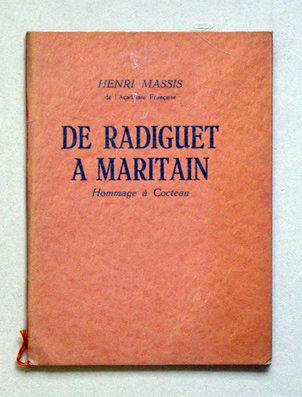 HENRI MASSIS
de l'Académie Française
DE RADIGUET
A MARITAIN
Hommage à Cocteau